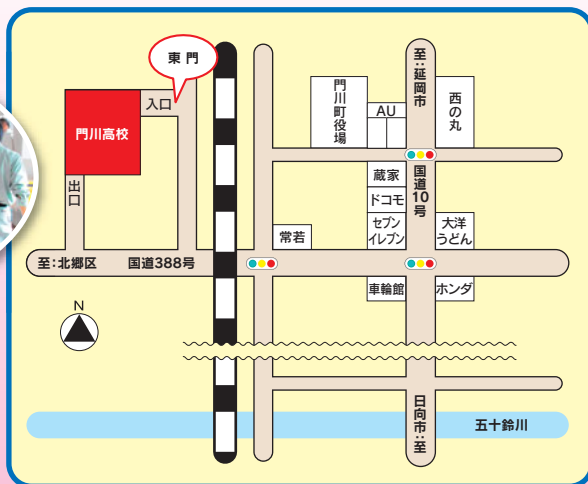 東門
入口
門川高校
出口
門川町役場
AU
至:延岡市
西の丸
蔵家
ドコモ
セブン
イレブン
国道10号
大洋
うどん
常若
至:北郷区
国道388号
車輪館
ホンダ
N
日向市:至
五十鈴川